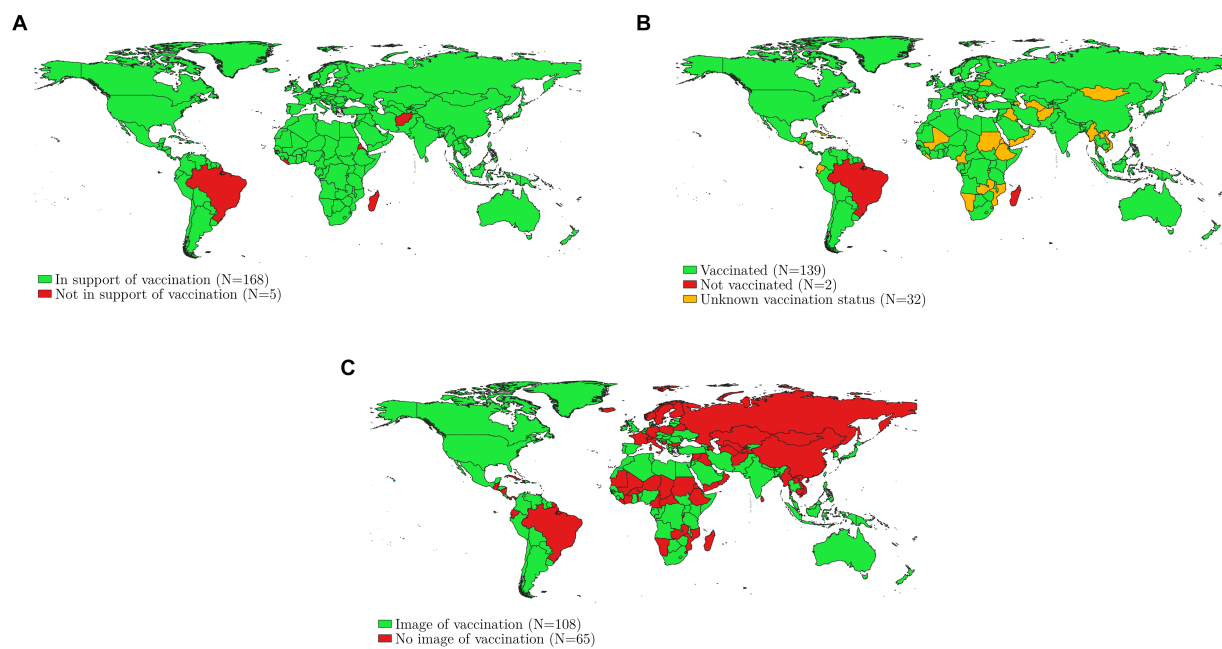 A
In support of vaccination (N=168)
Not in support of vaccination (N=5)
B
Vaccinated (N=139)
Not vaccinated (N=2)
Unknown vaccination status (N=32)
C
Image of vaccination (N=108)
No image of vaccination (N=65)